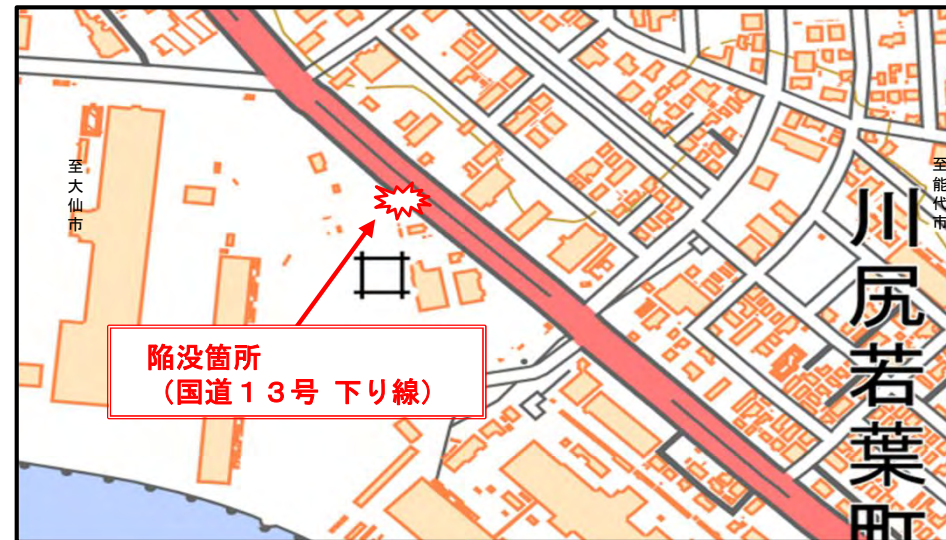 至大仙市
至能代市
川尻若葉町
陥没箇所
（国道１３号 下り線）